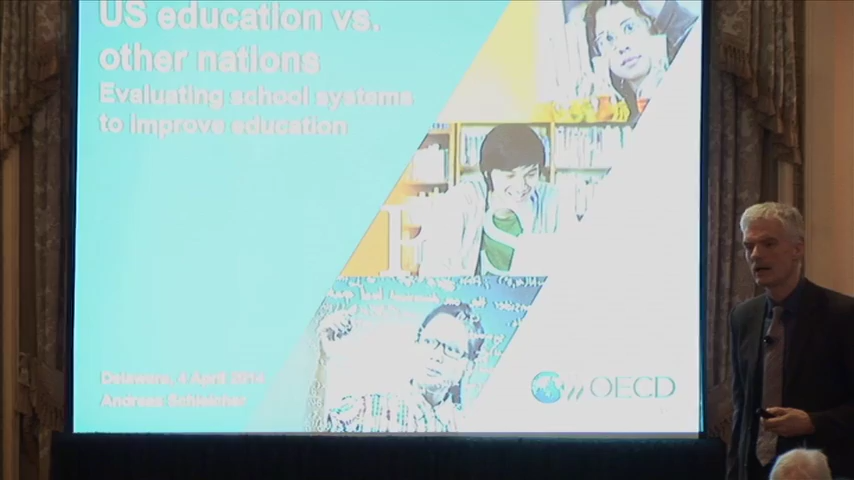 US education vs.
other nations
Evaluating school systems
to improve education
Delaware, 4 April 2014
Andreas Schleicher
OECD